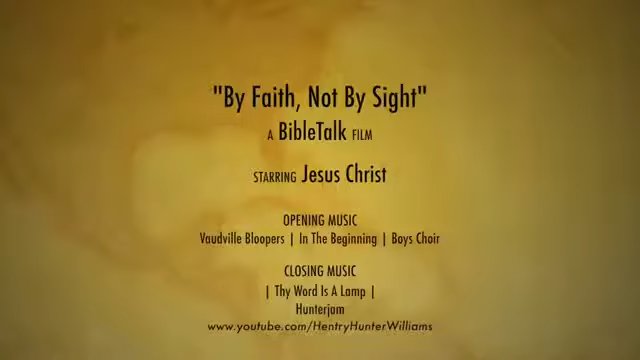 "By Faith, Not By Sight"
A BibleTalk FILM
STARRING Jesus Christ
OPENING MUSIC
Vaudville Bloopers | In The Beginning | Boys Choir
CLOSING MUSIC
| Thy Word Is A Lamp |
Hunterjam
www.youtube.com/HentryHunterWilliams